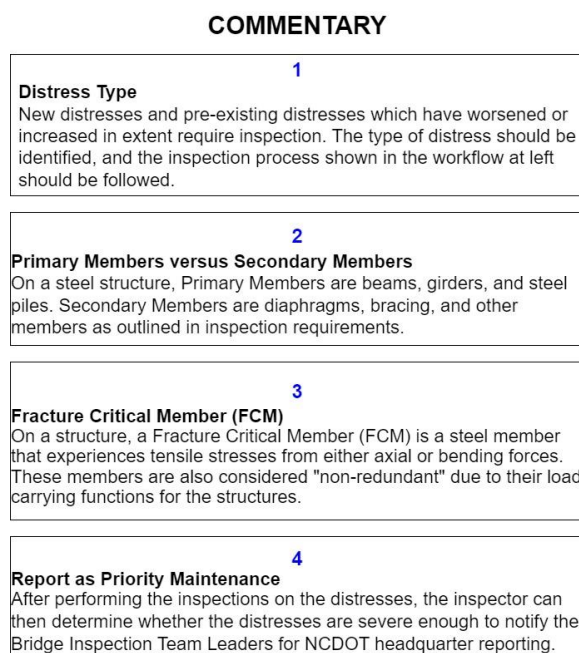 COMMENTARY
1
Distress Type
New distresses and pre-existing distresses which have worsened or
increased in extent require inspection. The type of distress should be
identified, and the inspection process shown in the workflow at left
should be followed.
2
Primary Members versus Secondary Members
On a steel structure, Primary Members are beams, girders, and steel
piles. Secondary Members are diaphragms, bracing, and other
members as outlined in inspection requirements.
3
Fracture Critical Member (FCM)
On a structure, a Fracture Critical Member (FCM) is a steel member
that experiences tensile stresses from either axial or bending forces.
These members are also considered "non-redundant" due to their load
carrying functions for the structures.
4
Report as Priority Maintenance
After performing the inspections on the distresses, the inspector can
then determine whether the distresses are severe enough to notify the
Bridge Inspection Team Leaders for NCDOT headquarter reporting.